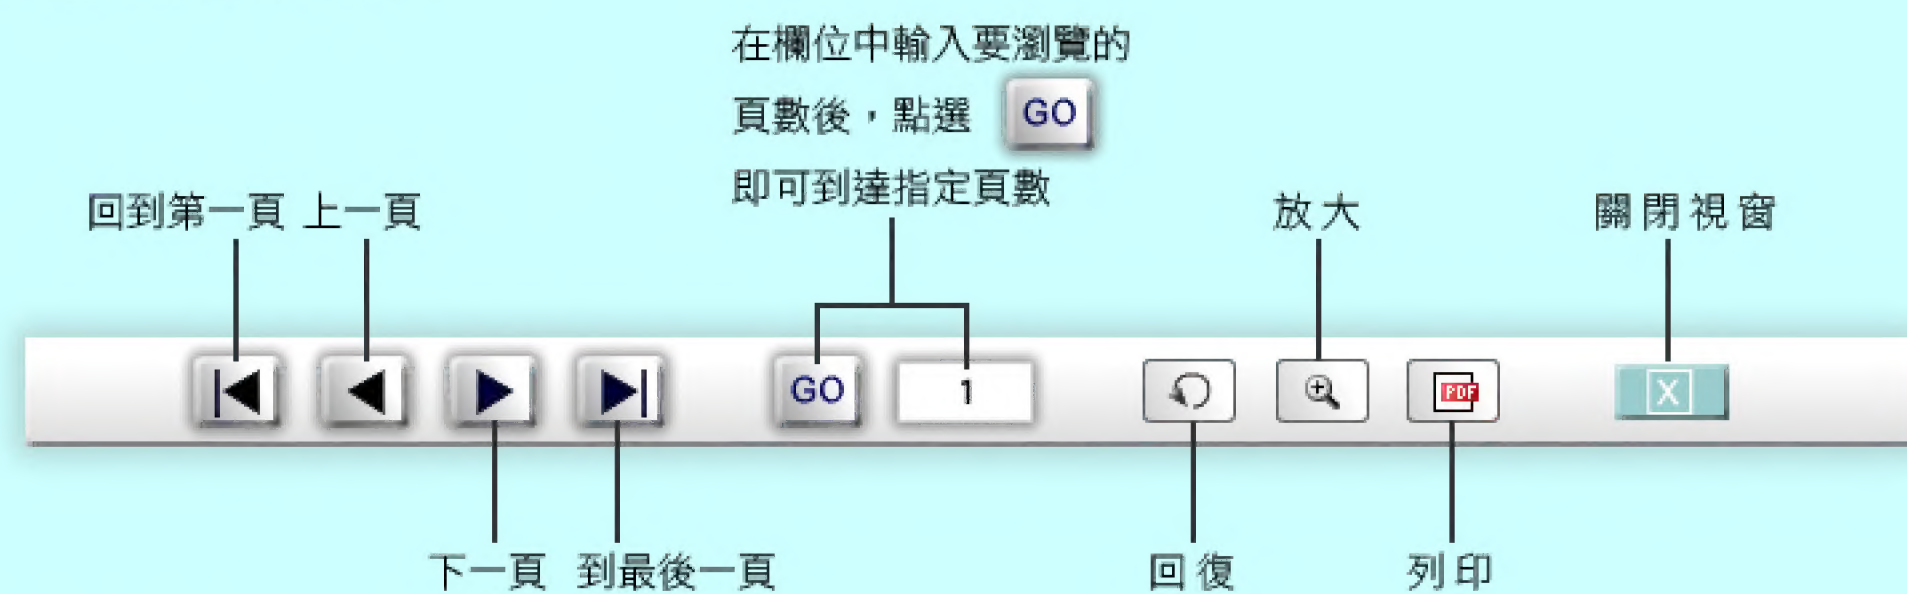 在欄位中輸入要瀏覽的
頁數後，點選 GO
即可到達指定頁數
回到第一頁 上一頁
放大
關閉視窗
GO 1
PDF
X
下一頁 到最後一頁
回復
列印